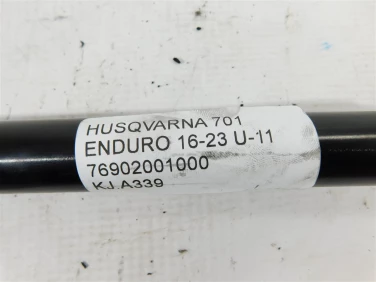 HUSQVARNA 701
ENDURO 16-23 U-11
76902001000
KJ.A339